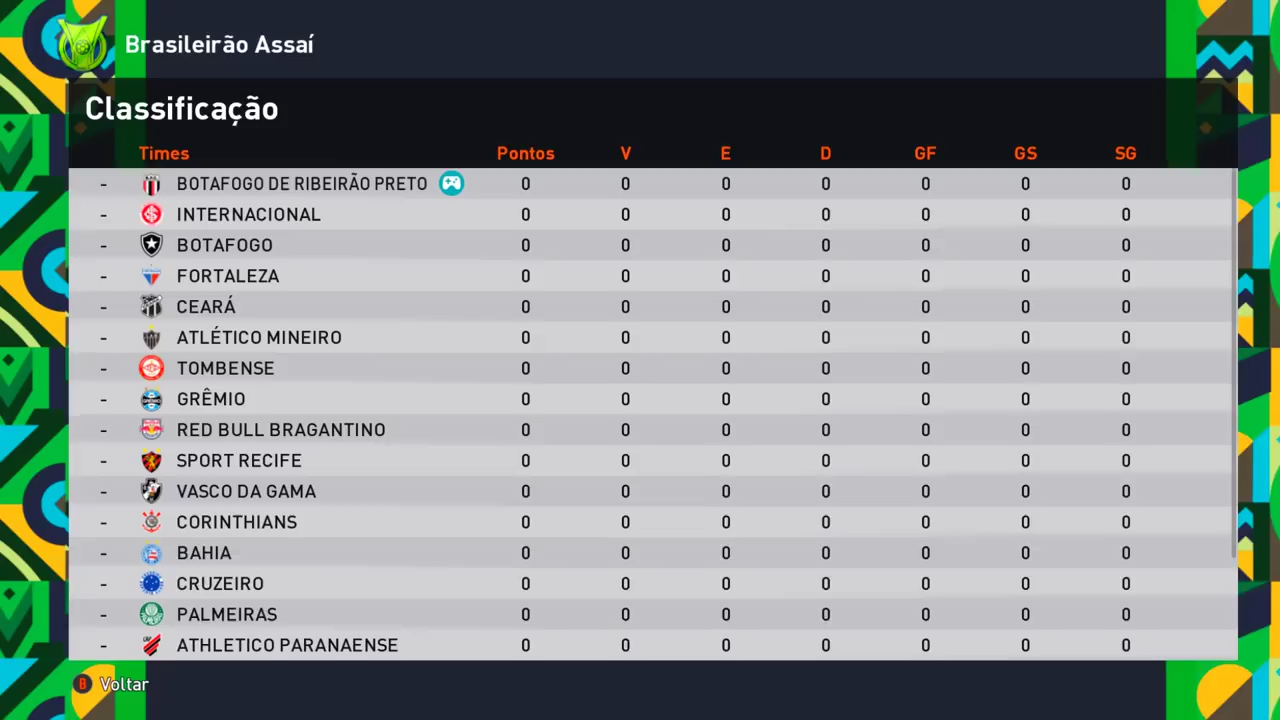 Brasileirão Assaí
Classificação
Times Pontos V E D GF GS SG
- BOTAFOGO DE RIBEIRÃO PRETO 0 0 0 0 0 0 0
- INTERNACIONAL 0 0 0 0 0 0 0
- BOTAFOGO 0 0 0 0 0 0 0
- FORTALEZA 0 0 0 0 0 0 0
- CEARÁ 0 0 0 0 0 0 0
- ATLÉTICO MINEIRO 0 0 0 0 0 0 0
- TOMBENSE 0 0 0 0 0 0 0
- GRÊMIO 0 0 0 0 0 0 0
- RED BULL BRAGANTINO 0 0 0 0 0 0 0
- SPORT RECIFE 0 0 0 0 0 0 0
- VASCO DA GAMA 0 0 0 0 0 0 0
- CORINTHIANS 0 0 0 0 0 0 0
- BAHIA 0 0 0 0 0 0 0
- CRUZEIRO 0 0 0 0 0 0 0
- PALMEIRAS 0 0 0 0 0 0 0
- ATHLETICO PARANAENSE 0 0 0 0 0 0 0
B Voltar